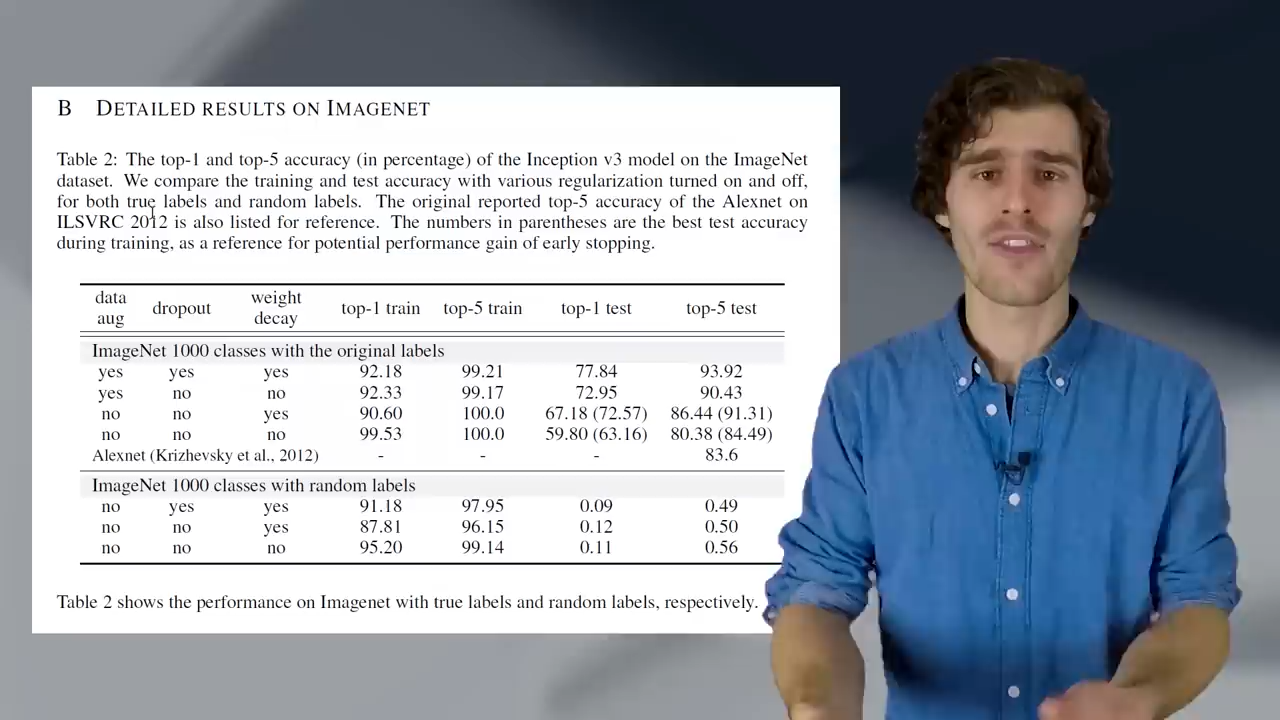 B DETAILED RESULTS ON IMAGENET
Table 2: The top-1 and top-5 accuracy (in percentage) of the Inception v3 model on the ImageNet
dataset. We compare the training and test accuracy with various regularization turned on and off,
for both true labels and random labels. The original reported top-5 accuracy of the Alexnet on
ILSVRC 2012 is also listed for reference. The numbers in parentheses are the best test accuracy
during training, as a reference for potential performance gain of early stopping.
data aug dropout weight decay top-1 train top-5 train top-1 test top-5 test
ImageNet 1000 classes with the original labels
yes yes yes 92.18 99.21 77.84 93.92
yes no no 92.33 99.17 72.95 90.43
no no yes 90.60 100.0 67.18 (72.57) 86.44 (91.31)
no no no 99.53 100.0 59.80 (63.16) 80.38 (84.49)
Alexnet (Krizhevsky et al., 2012) - - - 83.6
ImageNet 1000 classes with random labels
no yes yes 91.18 97.95 0.09 0.49
no no yes 87.81 96.15 0.12 0.50
no no no 95.20 99.14 0.11 0.56
Table 2 shows the performance on Imagenet with true labels and random labels, respectively.